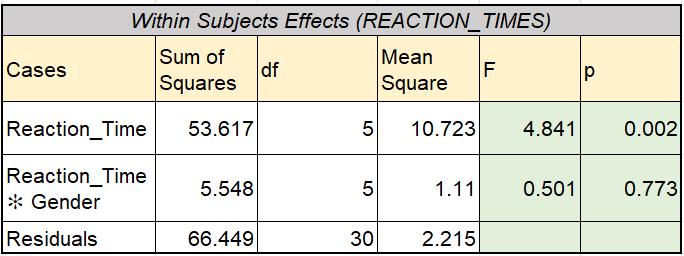 Within Subjects Effects (REACTION_TIMES)
Cases Sum of Squares df Mean Square F p
Reaction_Time 53.617 5 10.723 4.841 0.002
Reaction_Time ✻ Gender 5.548 5 1.11 0.501 0.773
Residuals 66.449 30 2.215